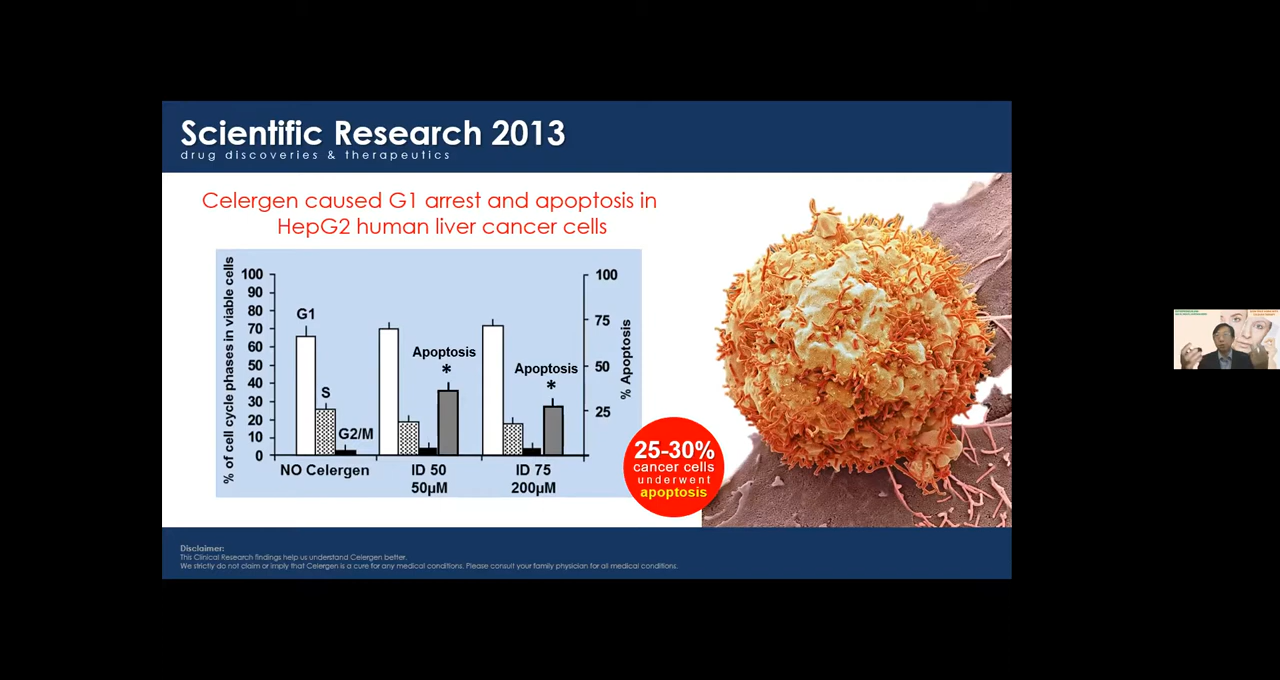 Scientific Research 2013
drug discoveries & therapeutics
Celergen caused G1 arrest and apoptosis in
HepG2 human liver cancer cells
% of cell cycle phases in viable cells
100
90
80
70
60
50
40
30
20
10
0
G1
S
G2/M
Apoptosis
*
Apoptosis
*
100
75
50
25
% Apoptosis
NO Celergen
ID 50
50µM
ID 75
200µM
25-30%
cancer cells
underwent
apoptosis
Disclaimer:
This Clinical Research findings help us understand Celergen better.
We strictly do not claim or imply that Celergen is a cure for any medical conditions. Please consult your family physician for all medical conditions.